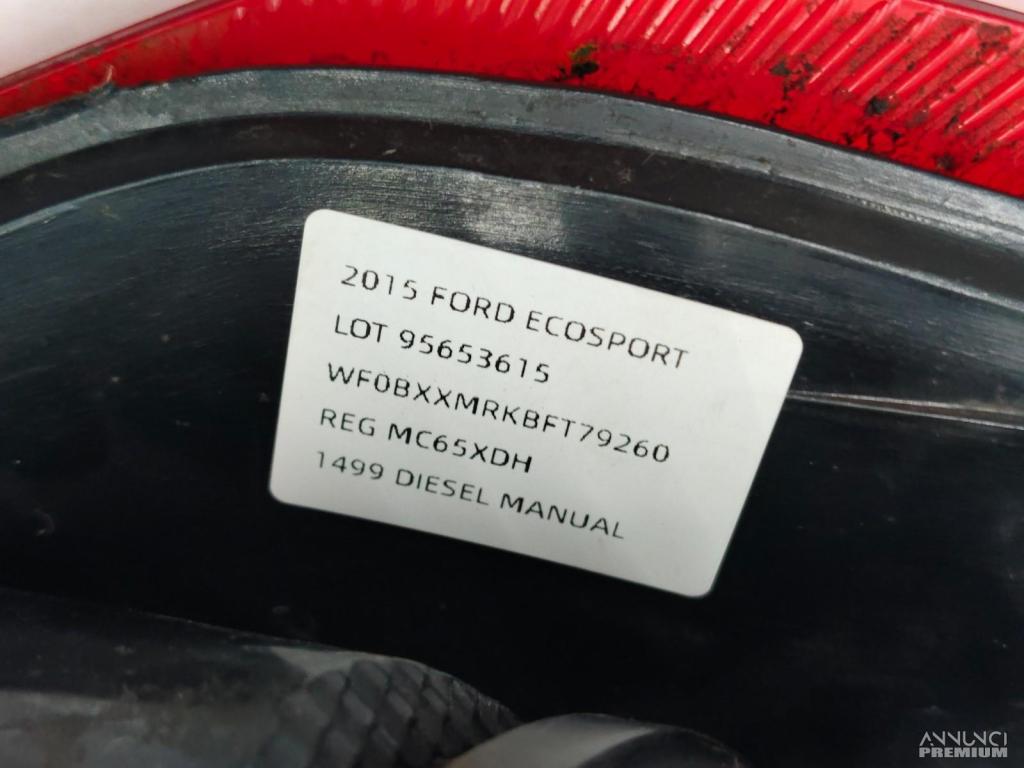 2015 FORD ECOSPORT
LOT 95653615
WF0BXXMRKBFT79260
REG MC65XDH
1499 DIESEL MANUAL
ANNUNCI
PREMIUM